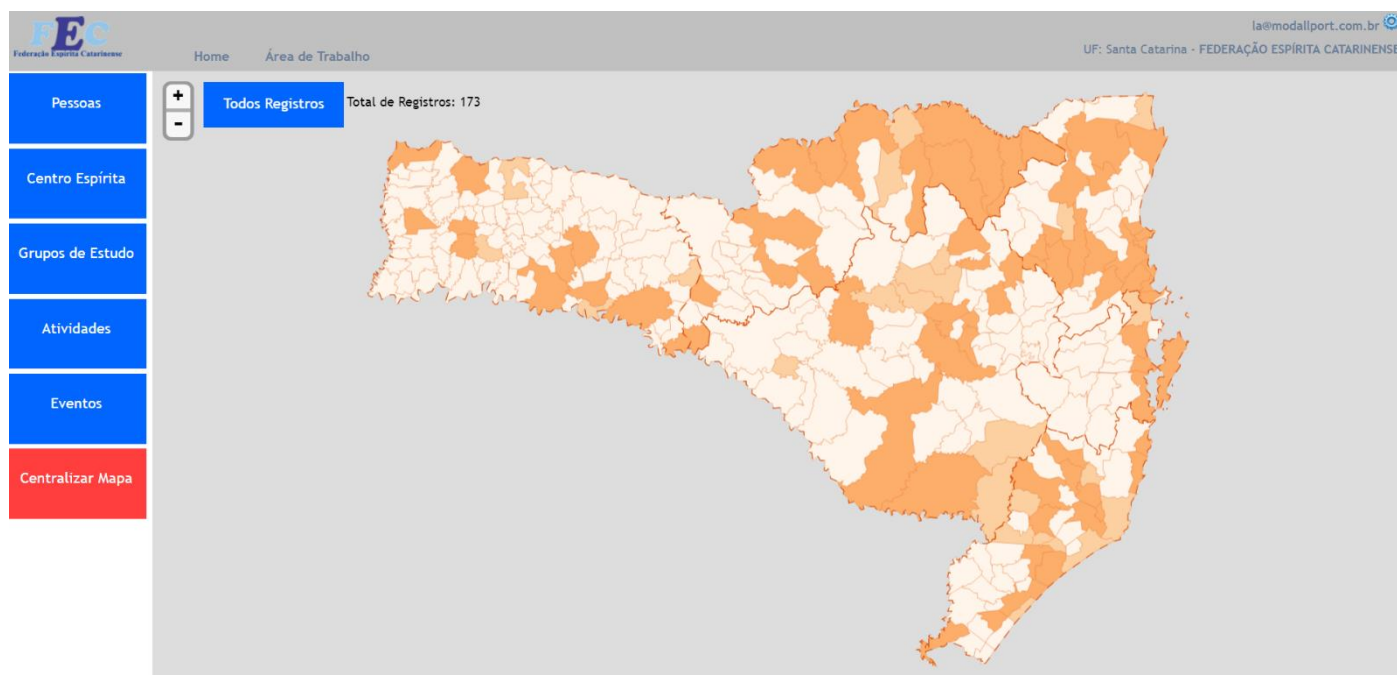 FEC
Federação Espírita Catarinense
Home
Área de Trabalho
la@modallport.com.br
UF: Santa Catarina - FEDERAÇÃO ESPÍRITA CATARINENSE
Pessoas
Centro Espírita
Grupos de Estudo
Atividades
Eventos
Centralizar Mapa
+
-
Todos Registros
Total de Registros: 173